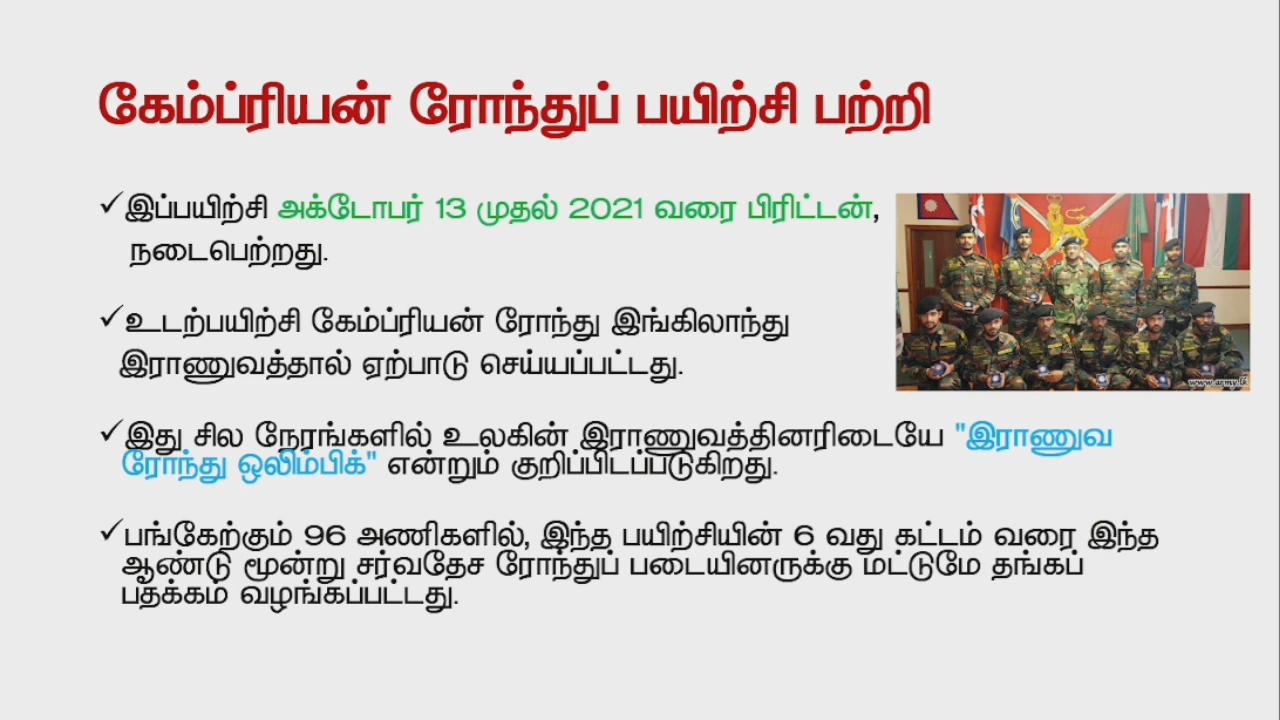 கேம்ப்ரியன் ரோந்துப் பயிற்சி பற்றி
✓இப்பயிற்சி அக்டோபர் 13 முதல் 2021 வரை பிரிட்டன்,
நடைபெற்றது.
✓உடற்பயிற்சி கேம்ப்ரியன் ரோந்து இங்கிலாந்து
இராணுவத்தால் ஏற்பாடு செய்யப்பட்டது.
✓இது சில நேரங்களில் உலகின் இராணுவத்தினரிடையே "இராணுவ
ரோந்து ஒலிம்பிக்" என்றும் குறிப்பிடப்படுகிறது.
✓பங்கேற்கும் 96 அணிகளில், இந்த பயிற்சியின் 6 வது கட்டம் வரை இந்த
ஆண்டு மூன்று சர்வதேச ரோந்துப் படையினருக்கு மட்டுமே தங்கப்
பதக்கம் வழங்கப்பட்டது.
www.army.lk